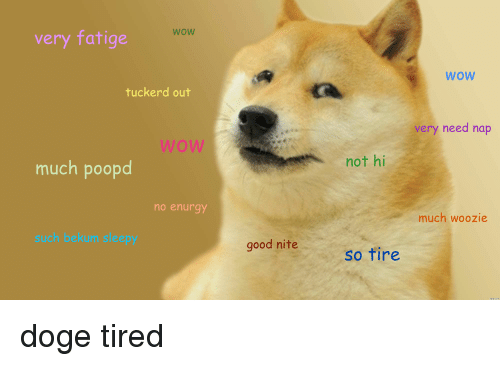 wow
very fatige
wow
tuckerd out
very need nap
wow
not hi
much poopd
no enurgy
much woozie
such bekum sleepy
good nite
so tire
doge tired